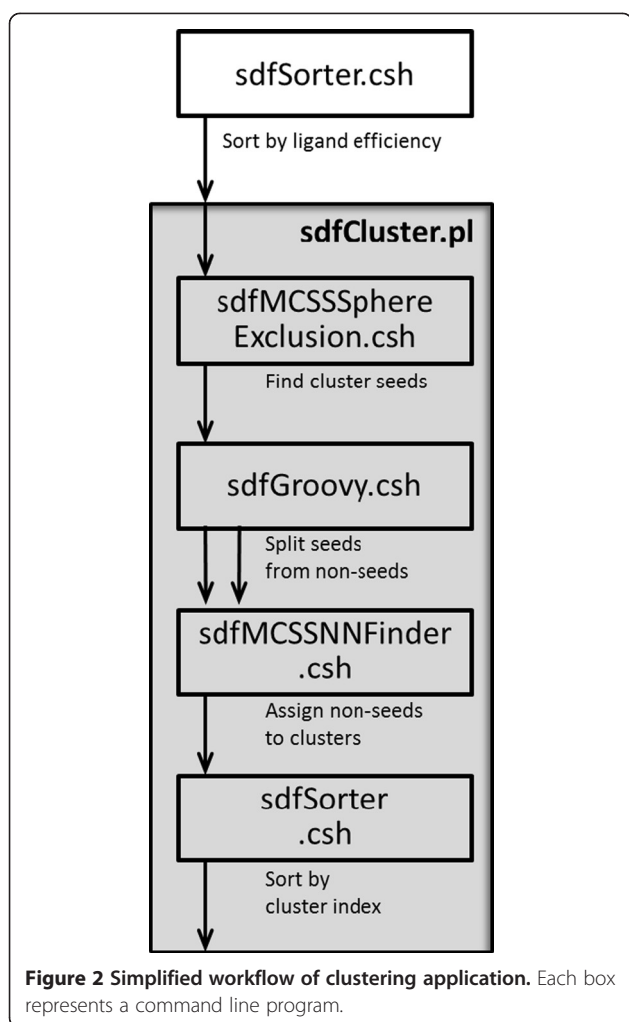 sdfSorter.csh
Sort by ligand efficiency
sdfCluster.pl
sdfMCSSSphere
Exclusion.csh
Find cluster seeds
sdfGroovy.csh
Split seeds
from non-seeds
sdfMCSSNNFinder
.csh
Assign non-seeds
to clusters
sdfSorter
.csh
Sort by
cluster index
Figure 2 Simplified workflow of clustering application. Each box
represents a command line program.